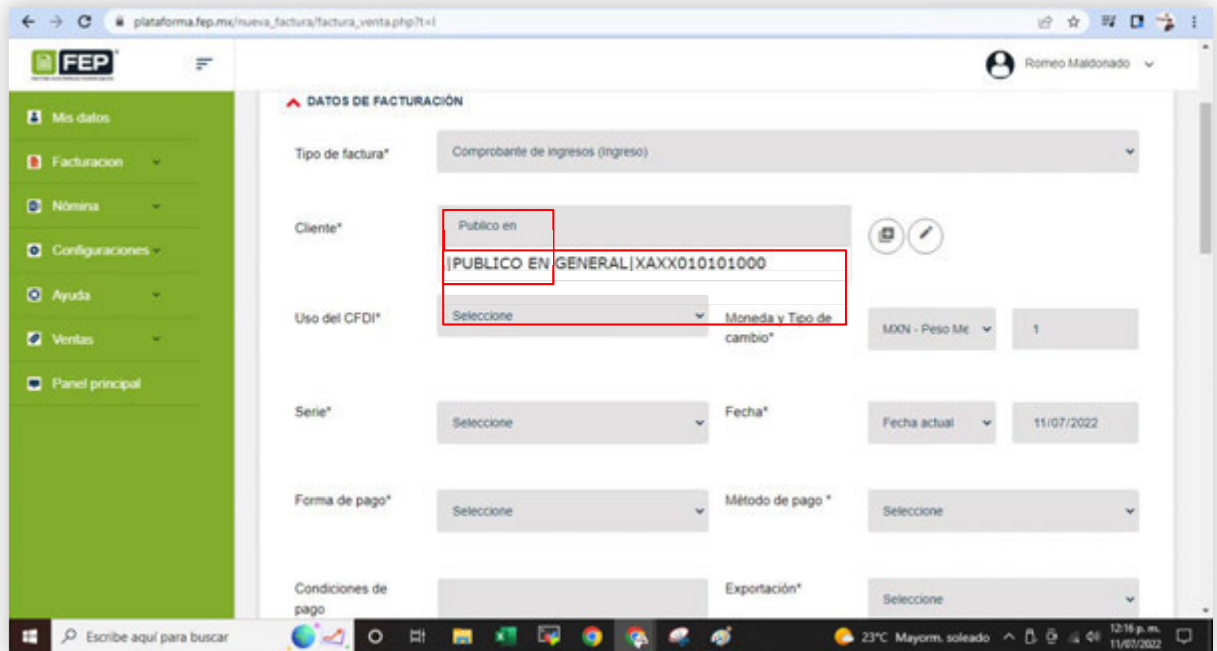 plataforma.fep.mx/nueva_factura/factura_venta.php?t=I
FEP
Romeo Maldonado
Mis datos
Facturacion
Nómina
Configuraciones
Ayuda
Ventas
Panel principal
DATOS DE FACTURACIÓN
Tipo de factura*
Comprobante de ingresos (Ingreso)
Cliente*
Publico en
|PUBLICO EN GENERAL|XAXX010101000
Uso del CFDI*
Seleccione
Moneda y Tipo de
cambio*
MXN - Peso Me
1
Serie*
Seleccione
Fecha*
Fecha actual
11/07/2022
Forma de pago*
Seleccione
Método de pago *
Seleccione
Condiciones de
pago
Exportación*
Seleccione
Escribe aquí para buscar
23°C Mayorm. soleado
12:16 p. m.
11/07/2022